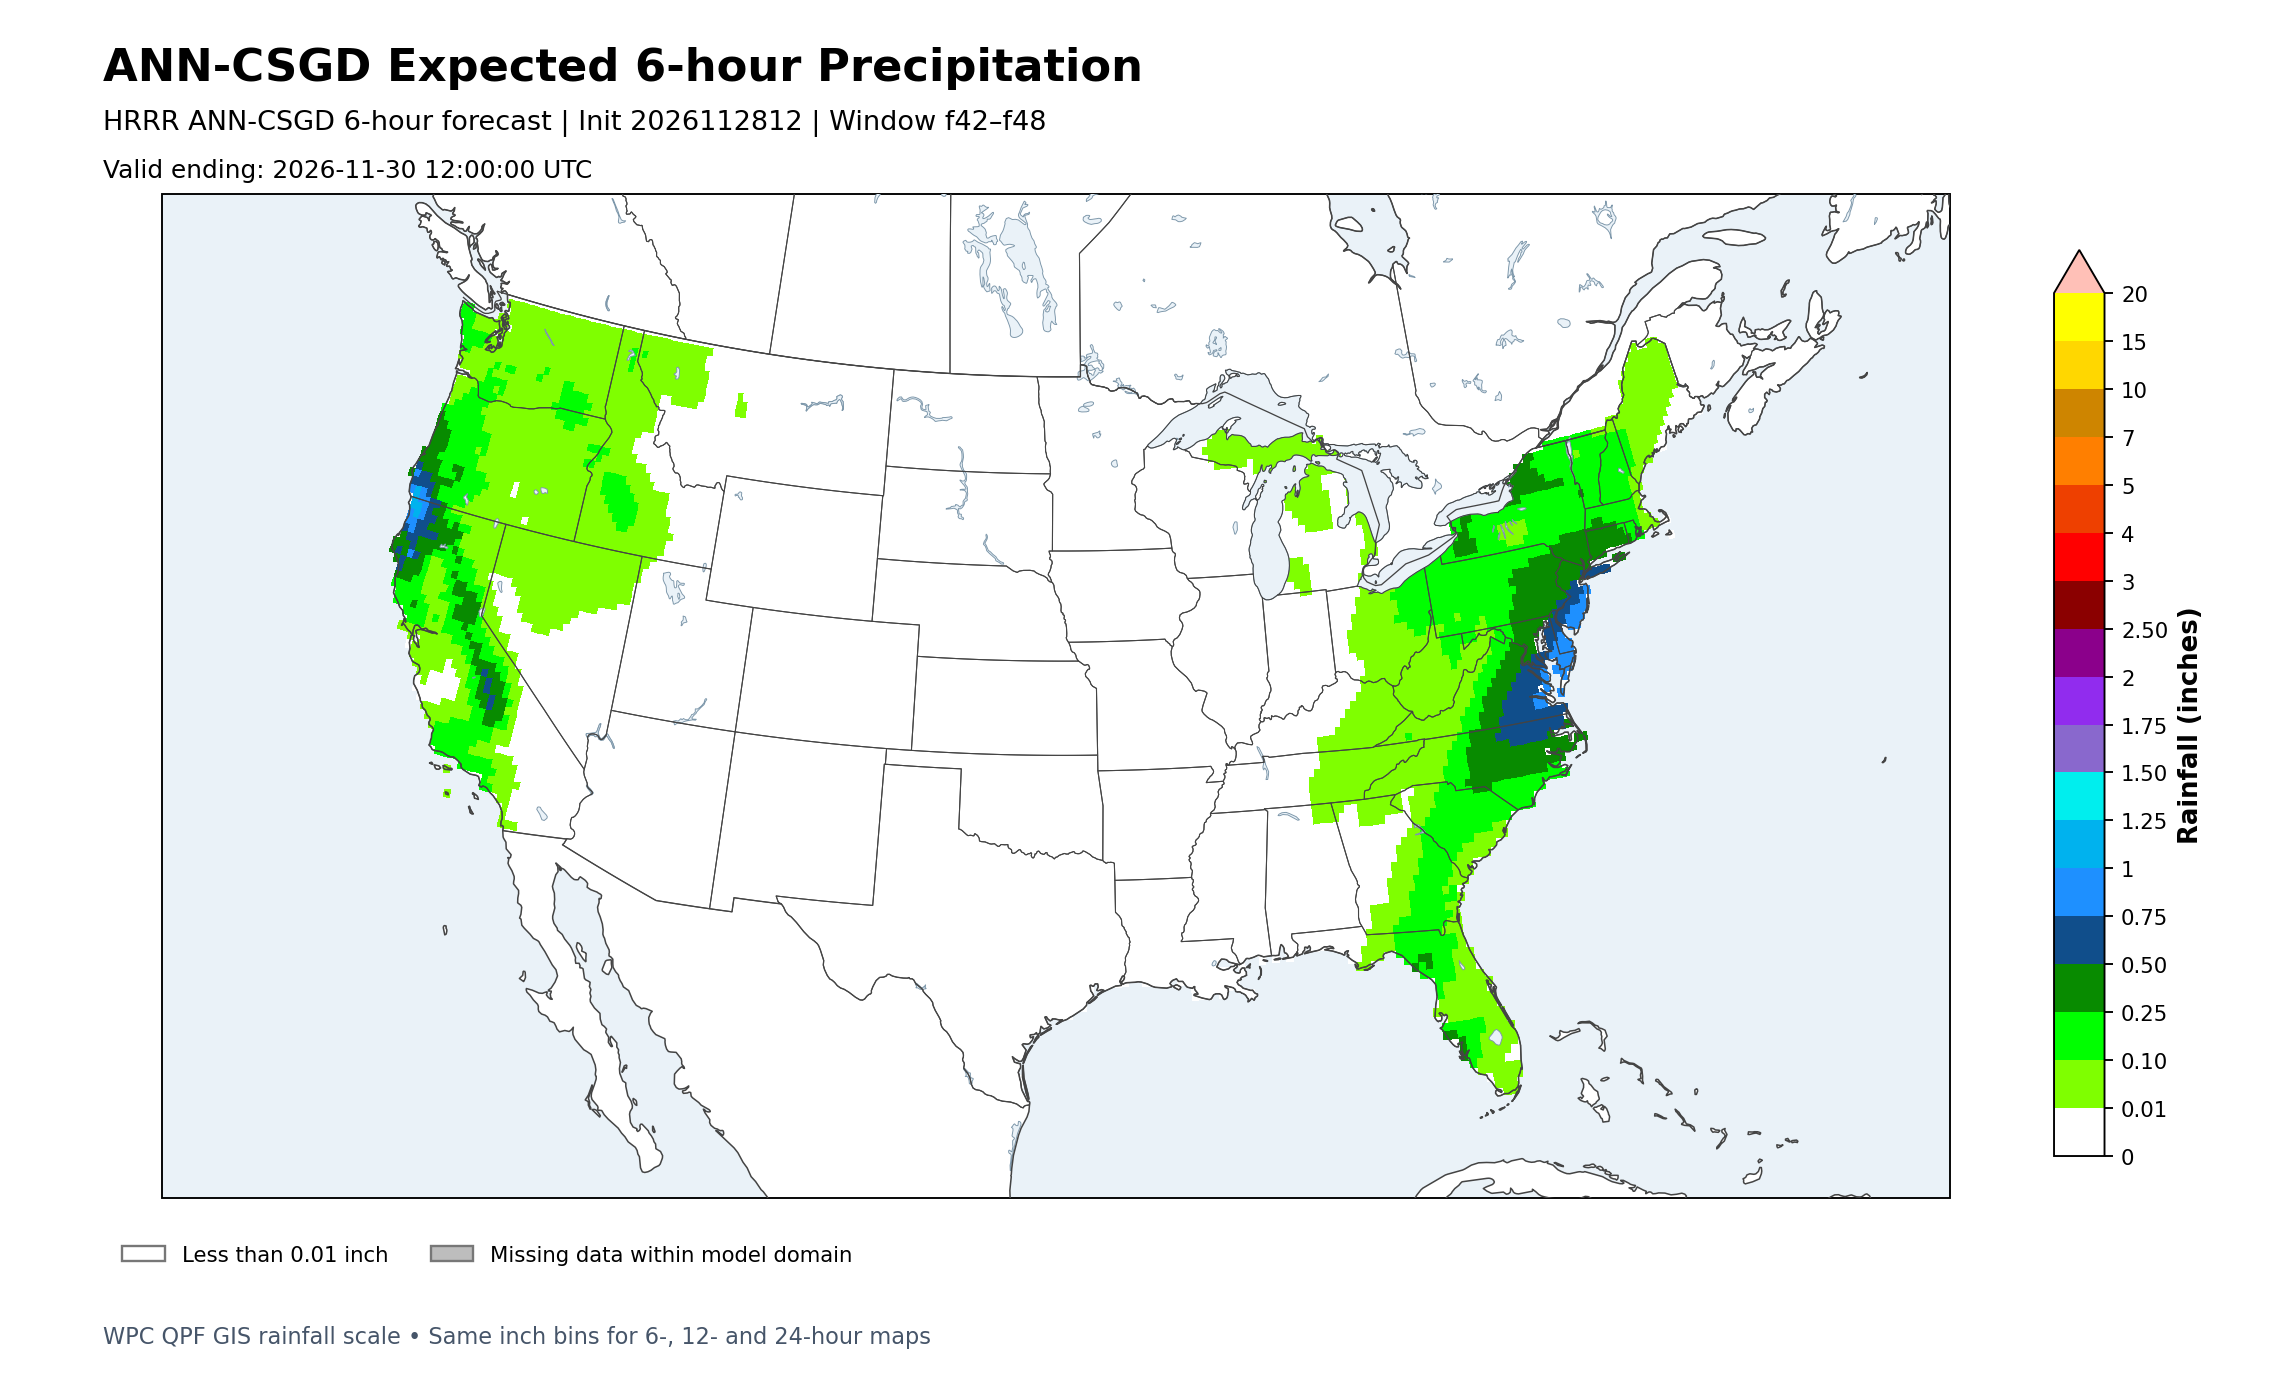 ANN-CSGD Expected 6-hour Precipitation
HRRR ANN-CSGD 6-hour forecast | Init 2026112812 | Window f42–f48
Valid ending: 2026-11-30 12:00:00 UTC
20
15
10
7
5
4
3
2.50
2
1.75
1.50
1.25
1
0.75
0.50
0.25
0.10
0.01
0
Rainfall (inches)
Less than 0.01 inch
Missing data within model domain
WPC QPF GIS rainfall scale • Same inch bins for 6-, 12- and 24-hour maps